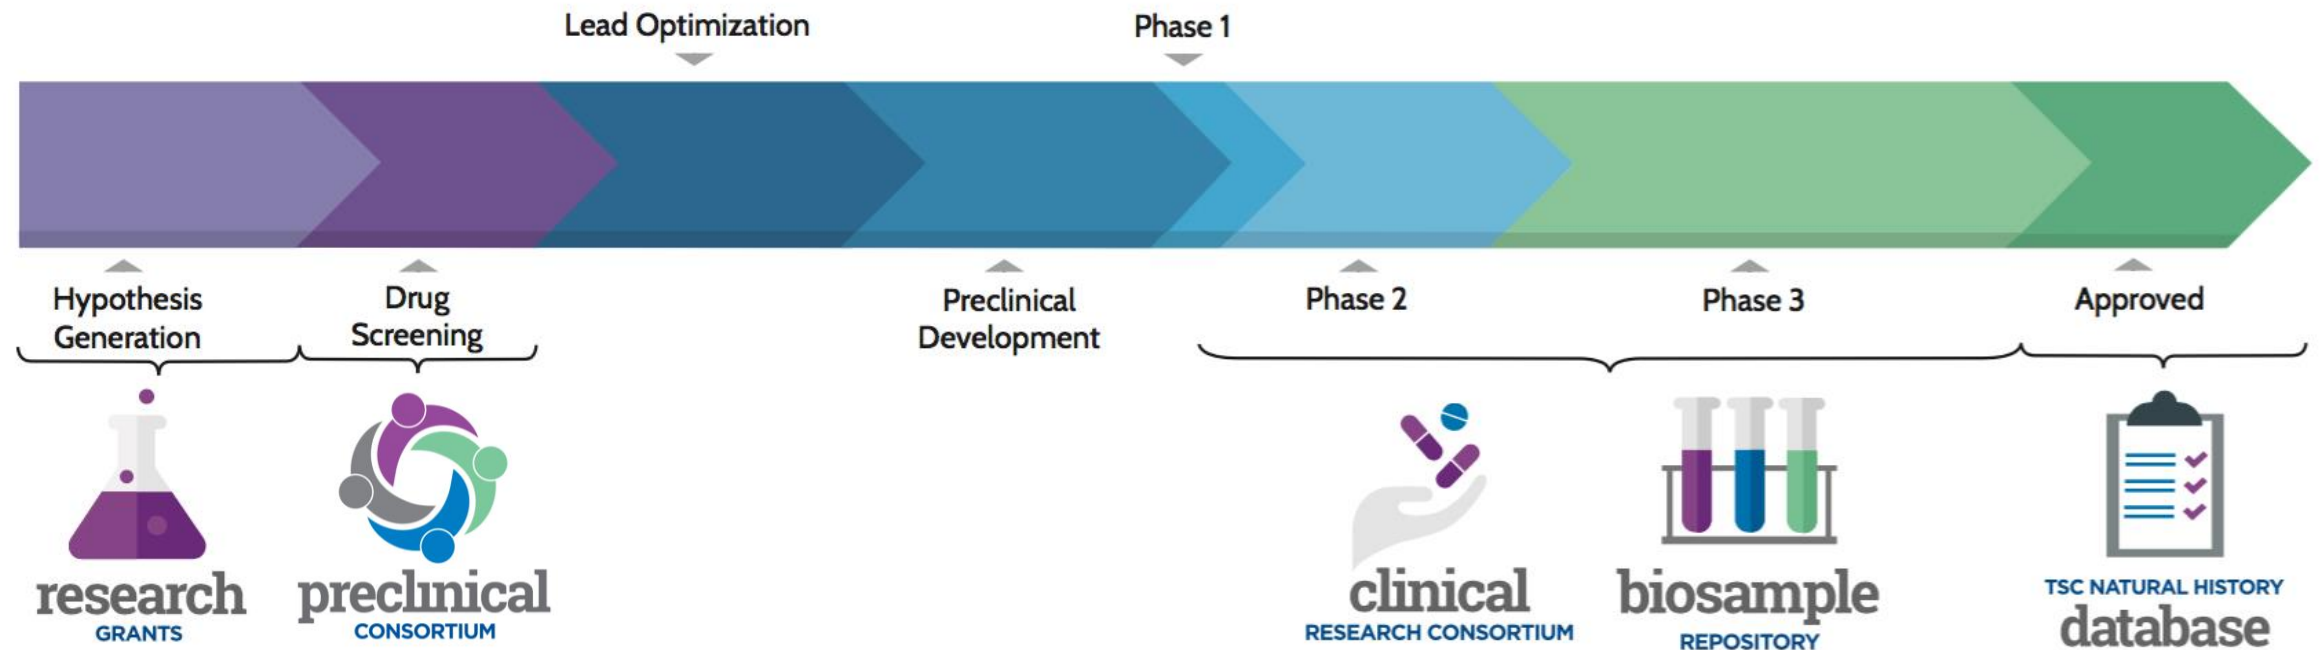 Lead Optimization
Phase 1
Hypothesis
Generation
Drug
Screening
Preclinical
Development
Phase 2
Phase 3
Approved
research
GRANTS
preclinical
CONSORTIUM
clinical
RESEARCH CONSORTIUM
biosample
REPOSITORY
TSC NATURAL HISTORY
database